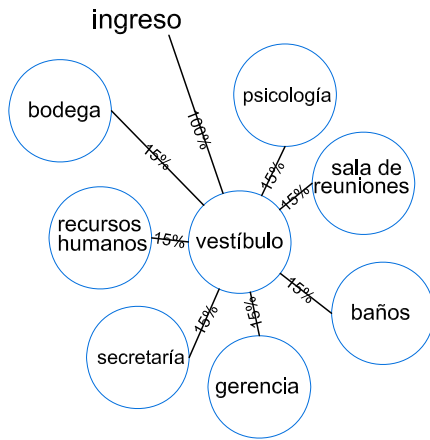 ingreso
100%
psicología
bodega
15%
15%
sala de
reuniones
15%
recursos
humanos
15%
vestíbulo
15%
baños
15%
15%
secretaría
gerencia